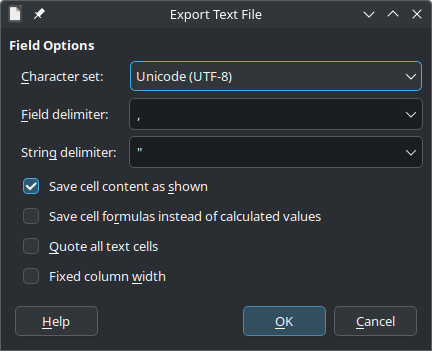 Export Text File
Field Options
Character set: Unicode (UTF-8)
Field delimiter: ,
String delimiter: "
Save cell content as shown
Save cell formulas instead of calculated values
Quote all text cells
Fixed column width
Help OK Cancel